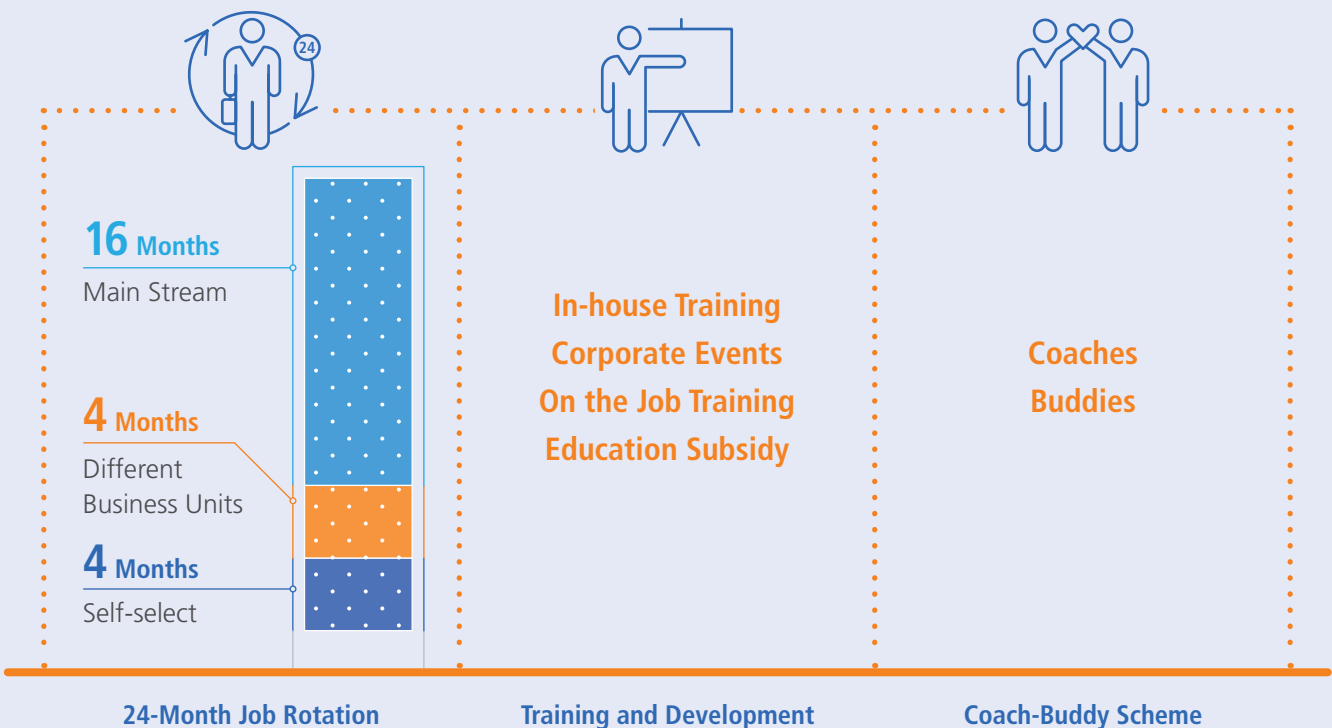 24
16 Months
Main Stream
4 Months
Different
Business Units
4 Months
Self-select
24-Month Job Rotation
In-house Training
Corporate Events
On the Job Training
Education Subsidy
Training and Development
Coaches
Buddies
Coach-Buddy Scheme